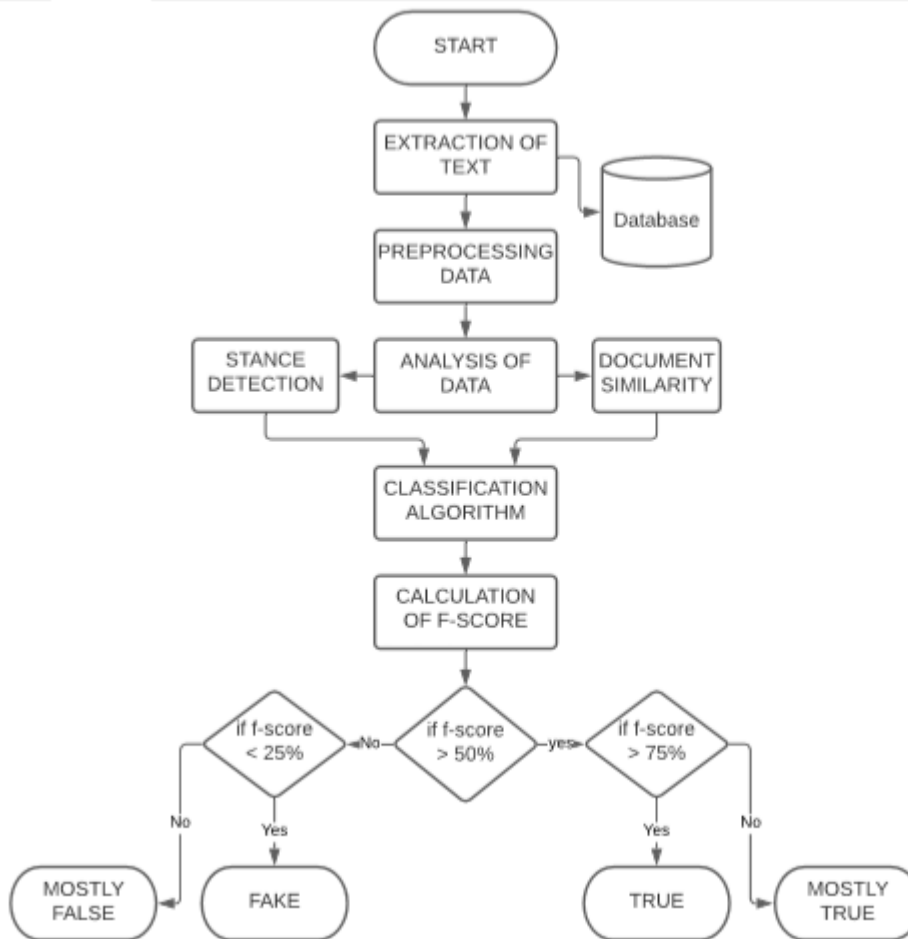 START
EXTRACTION OF
TEXT
Database
PREPROCESSING
DATA
STANCE
DETECTION
ANALYSIS OF
DATA
DOCUMENT
SIMILARITY
CLASSIFICATION
ALGORITHM
CALCULATION
OF F-SCORE
if f-score
< 25%
No
if f-score
> 50%
yes
if f-score
> 75%
No
Yes
Yes
No
MOSTLY
FALSE
FAKE
TRUE
MOSTLY
TRUE